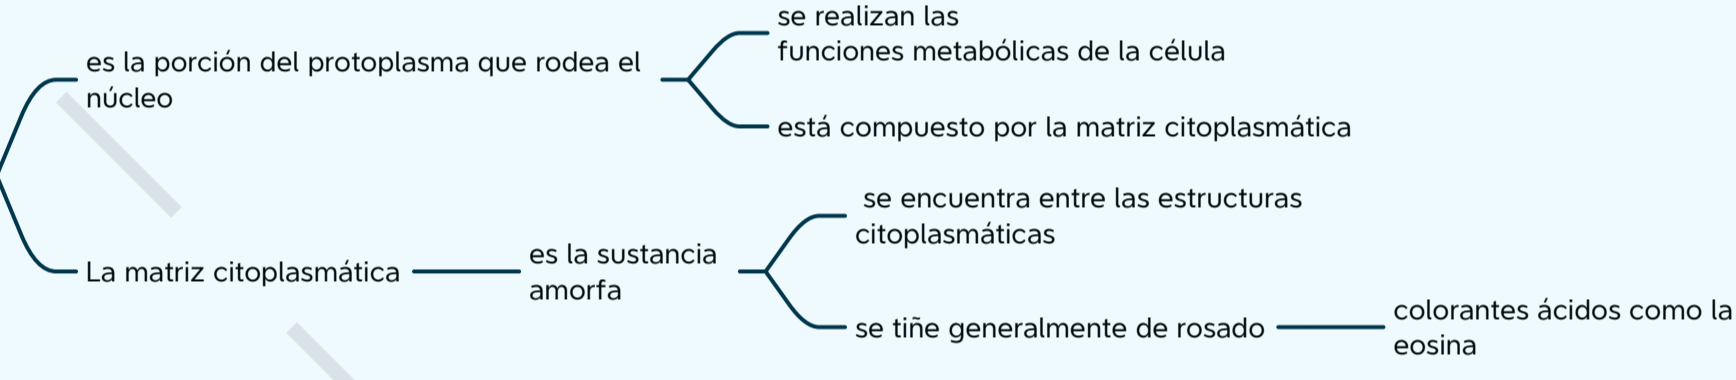 es la porción del protoplasma que rodea el
núcleo
se realizan las
funciones metabólicas de la célula
está compuesto por la matriz citoplasmática
La matriz citoplasmática
es la sustancia
amorfa
se encuentra entre las estructuras
citoplasmáticas
se tiñe generalmente de rosado
colorantes ácidos como la
eosina